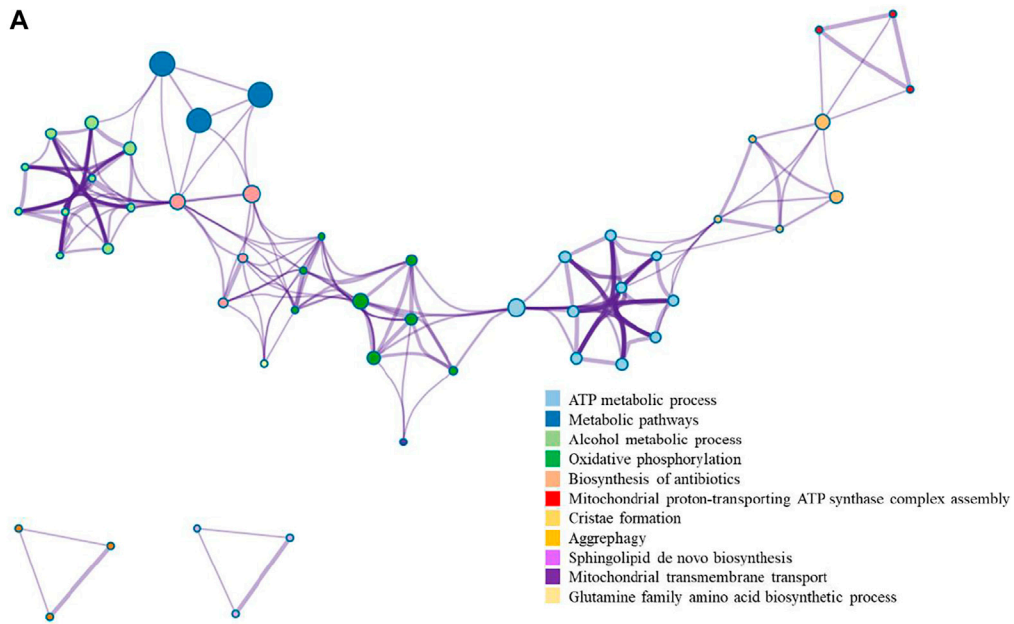 A
ATP metabolic process
Metabolic pathways
Alcohol metabolic process
Oxidative phosphorylation
Biosynthesis of antibiotics
Mitochondrial proton-transporting ATP synthase complex assembly
Cristae formation
Aggrephagy
Sphingolipid de novo biosynthesis
Mitochondrial transmembrane transport
Glutamine family amino acid biosynthetic process